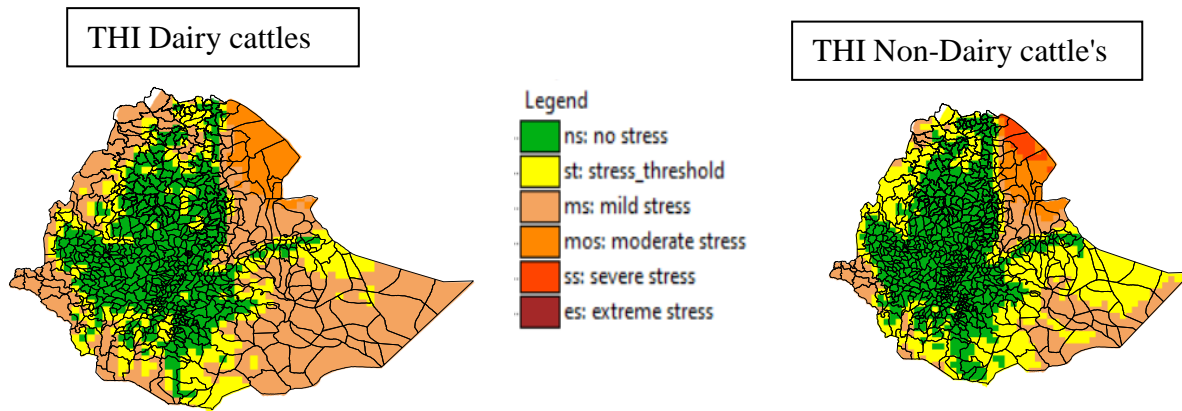 THI Dairy cattles
THI Non-Dairy cattle's
Legend
ns: no stress
st: stress_threshold
ms: mild stress
mos: moderate stress
ss: severe stress
es: extreme stress